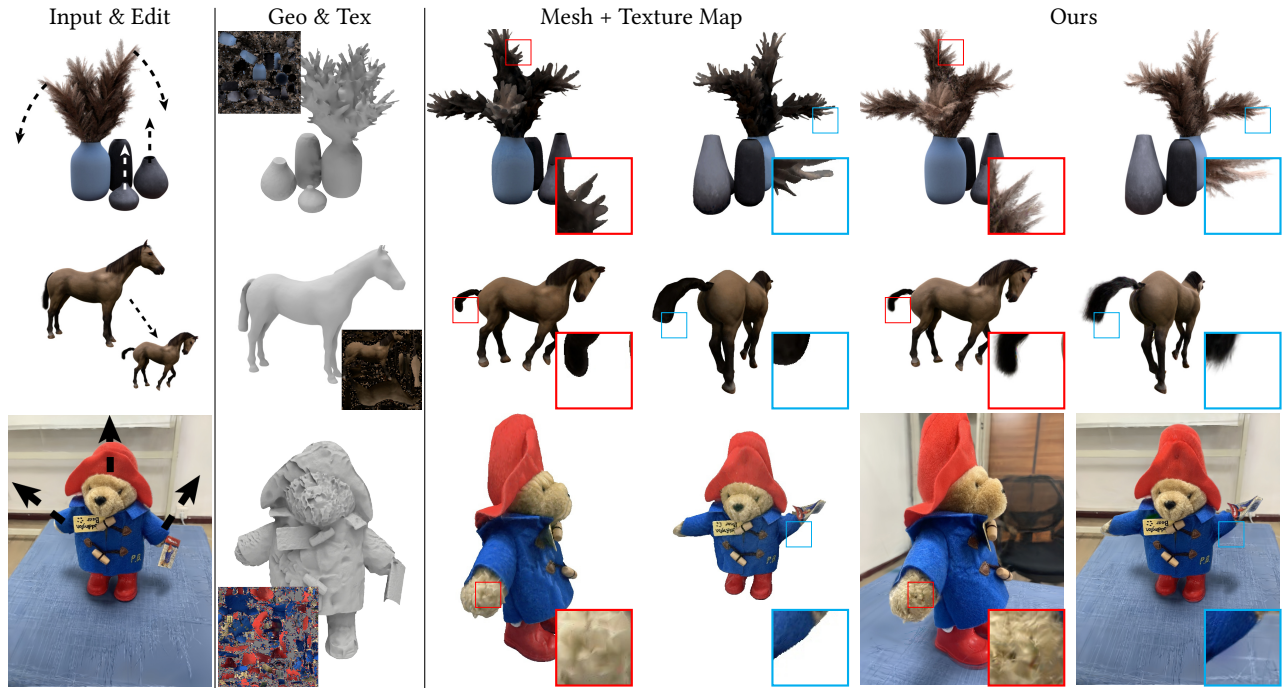 Input & Edit
Geo & Tex
Mesh + Texture Map
Ours
P.B.
P.B.
P.B.